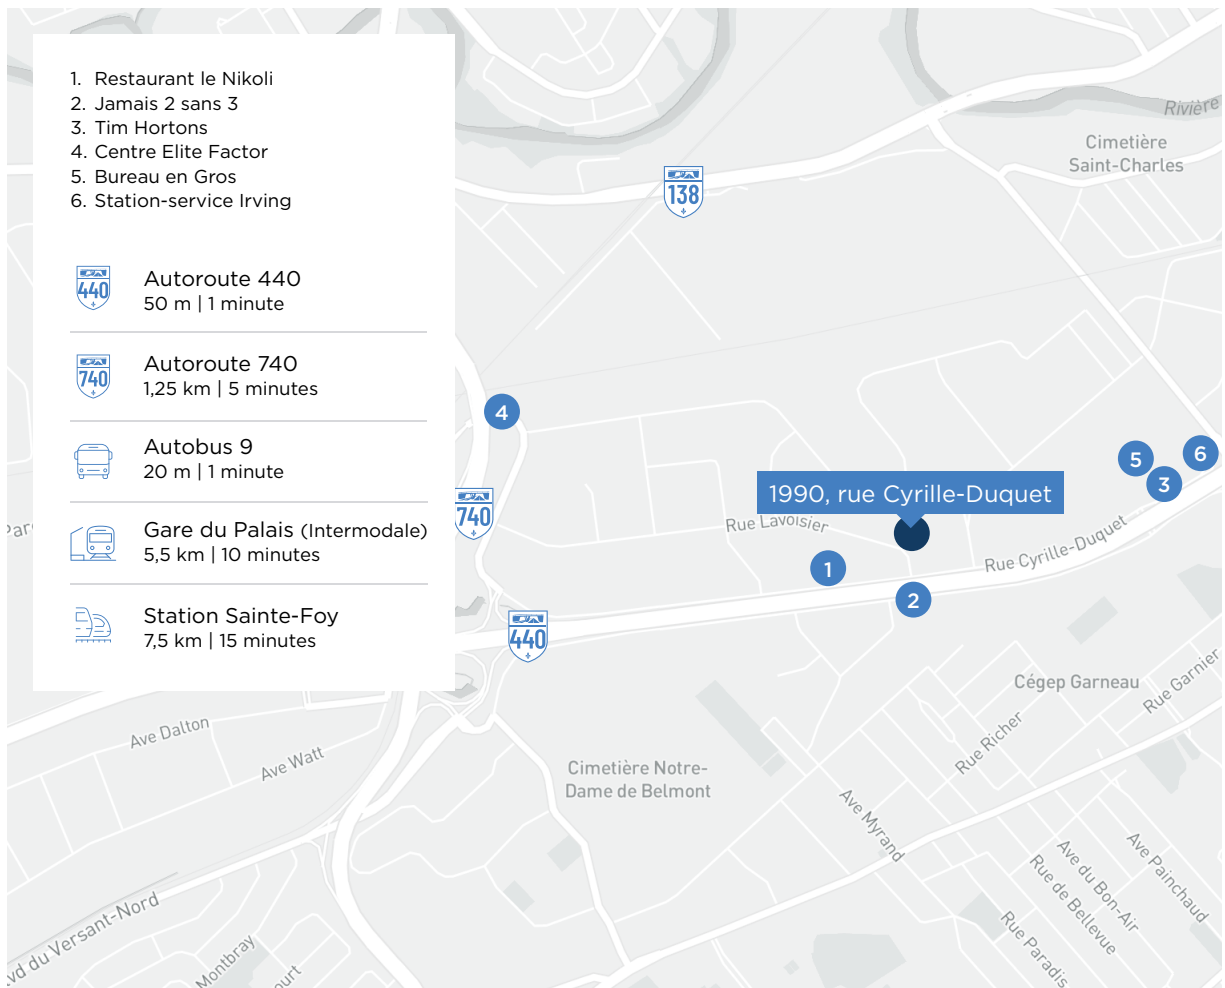 1. Restaurant le Nikoli
2. Jamais 2 sans 3
3. Tim Hortons
4. Centre Elite Factor
5. Bureau en Gros
6. Station-service Irving
440
Autoroute 440
50 m | 1 minute
740
Autoroute 740
1,25 km | 5 minutes
Autobus 9
20 m | 1 minute
Gare du Palais (Intermodale)
5,5 km | 10 minutes
Station Sainte-Foy
7,5 km | 15 minutes
Rivière
Cimetière
Saint-Charles
138
4
5
6
3
1990, rue Cyrille-Duquet
740
Rue Lavoisier
Rue Cyrille-Duquet
1
2
440
Cégep Garneau
Rue Garnier
Rue Richer
Ave Dalton
Ave Watt
Cimetière Notre-
Dame de Belmont
Ave Myrand
Ave du Bon-Air
Ave Painchaud
Rue de Bellevue
Rue Paradis
vd du Versant-Nord
Montbray
court
Parc